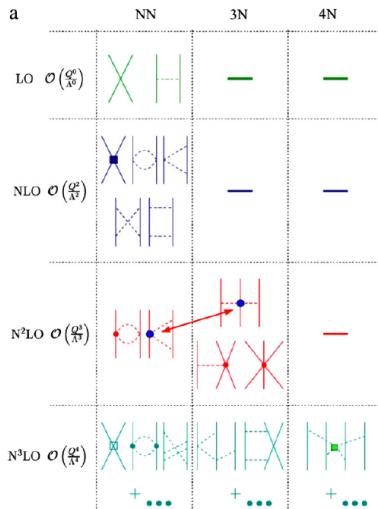 a
NN 3N 4N
LO 𝒪(Q⁰/Λ⁰)
NLO 𝒪(Q²/Λ²)
N²LO 𝒪(Q³/Λ³)
N³LO 𝒪(Q⁴/Λ⁴)
+ ... + ... + ...